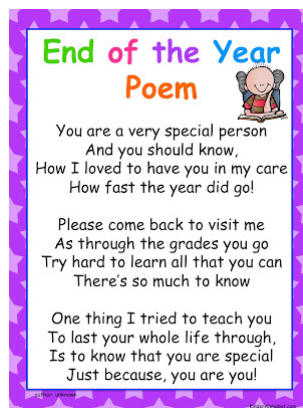 End of the Year
Poem
You are a very special person
And you should know,
How I loved to have you in my care
How fast the year did go!
Please come back to visit me
As through the grades you go
Try hard to learn all that you can
There's so much to know
One thing I tried to teach you
To last your whole life through,
Is to know that you are special
Just because, you are you!
author: unknown